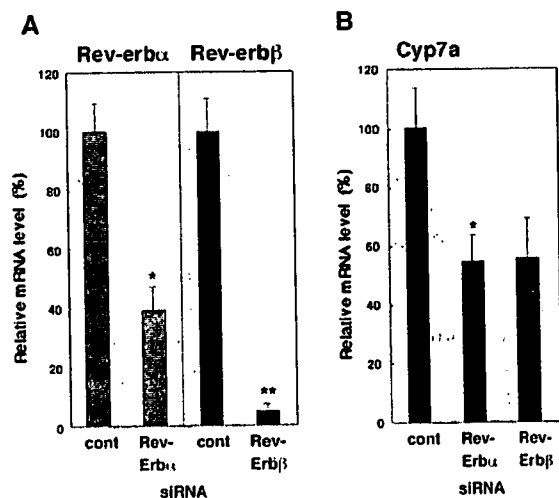 A
Rev-erbα Rev-erbβ
120
100
80
60
40
20
0
Relative mRNA level (%)
*
**
cont Rev-Erbα cont Rev-Erbβ
siRNA
B
Cyp7a
120
100
80
60
40
20
0
Relative mRNA level (%)
*
cont Rev-Erbα Rev-Erbβ
siRNA